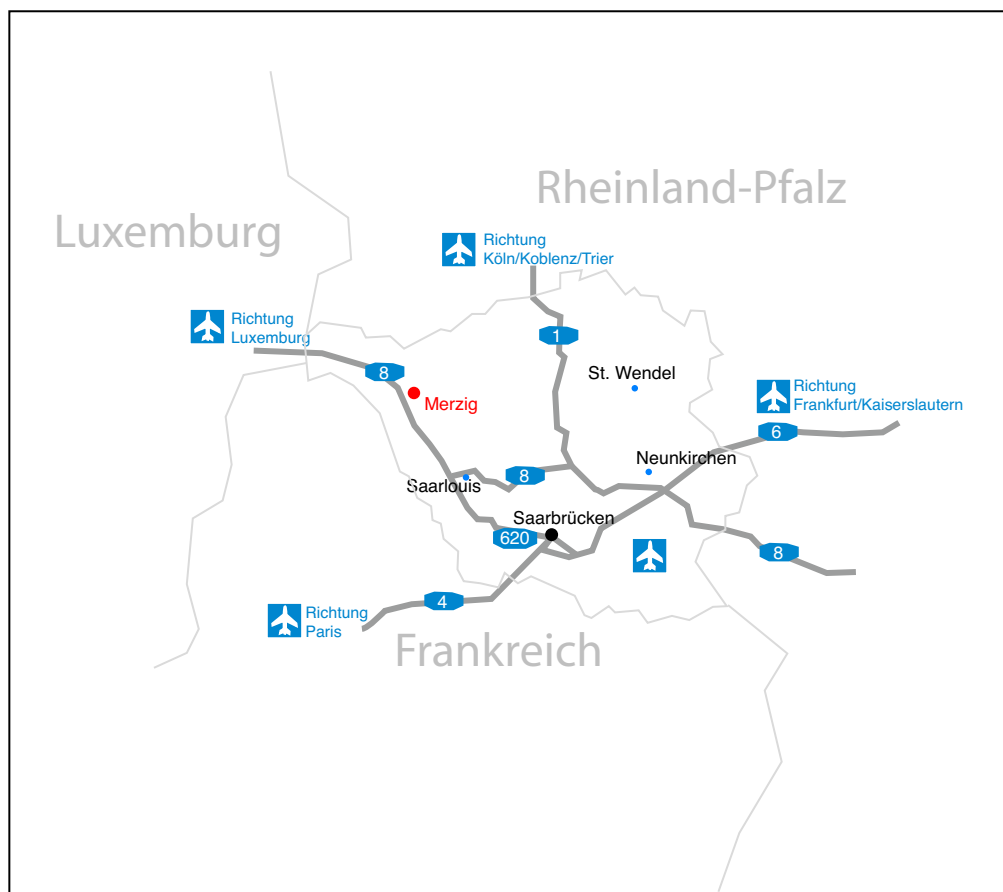 Rheinland-Pfalz
Luxemburg
Richtung
Köln/Koblenz/Trier
Richtung
Luxemburg
1
8
St. Wendel
Merzig
Richtung
Frankfurt/Kaiserslautern
6
Neunkirchen
Saarlouis
8
Saarbrücken
620
8
4
Richtung
Paris
Frankreich